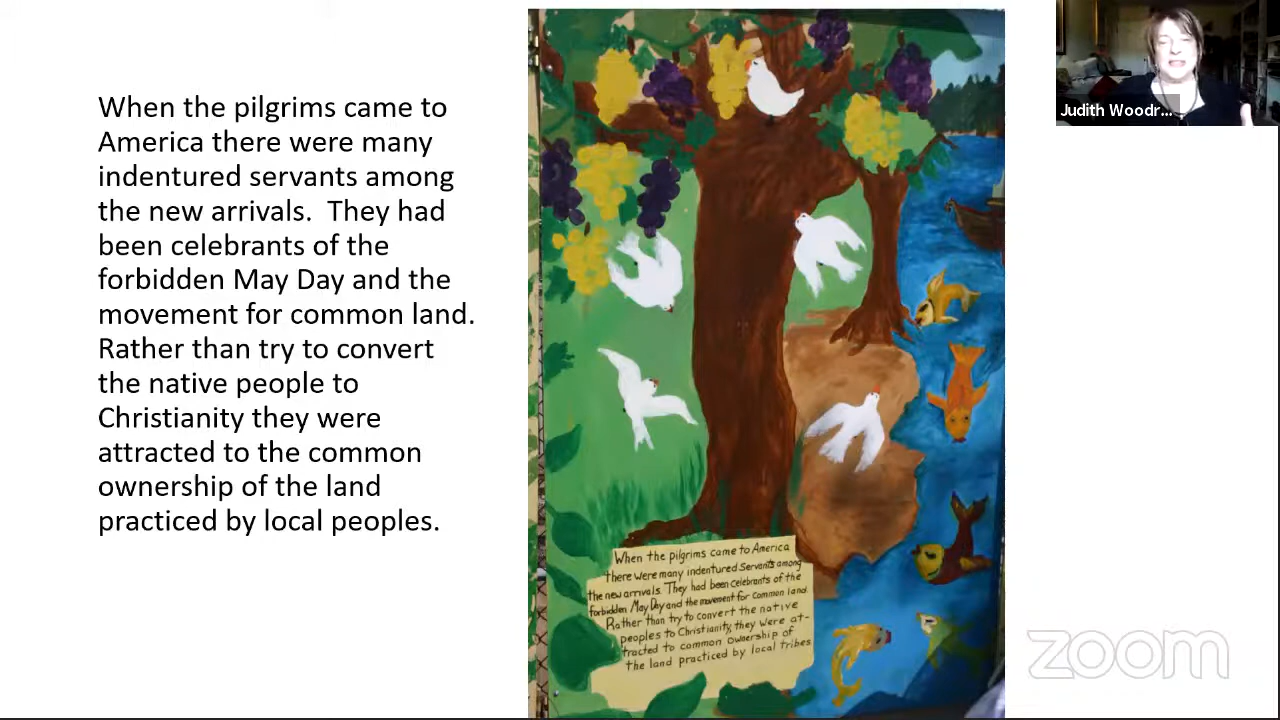 When the pilgrims came to
America there were many
indentured servants among
the new arrivals.  They had
been celebrants of the
forbidden May Day and the
movement for common land.
Rather than try to convert
the native people to
Christianity they were
attracted to the common
ownership of the land
practiced by local peoples.
When the pilgrims came to America
there were many indentured Servants among
the new arrivals. They had been celebrants of the
forbidden May Day and the movement for Common land.
Rather than try to convert the native
peoples to Christianity, they were at-
tracted to common ownership of
the land practiced by local tribes.
Judith Woodr...
zoom